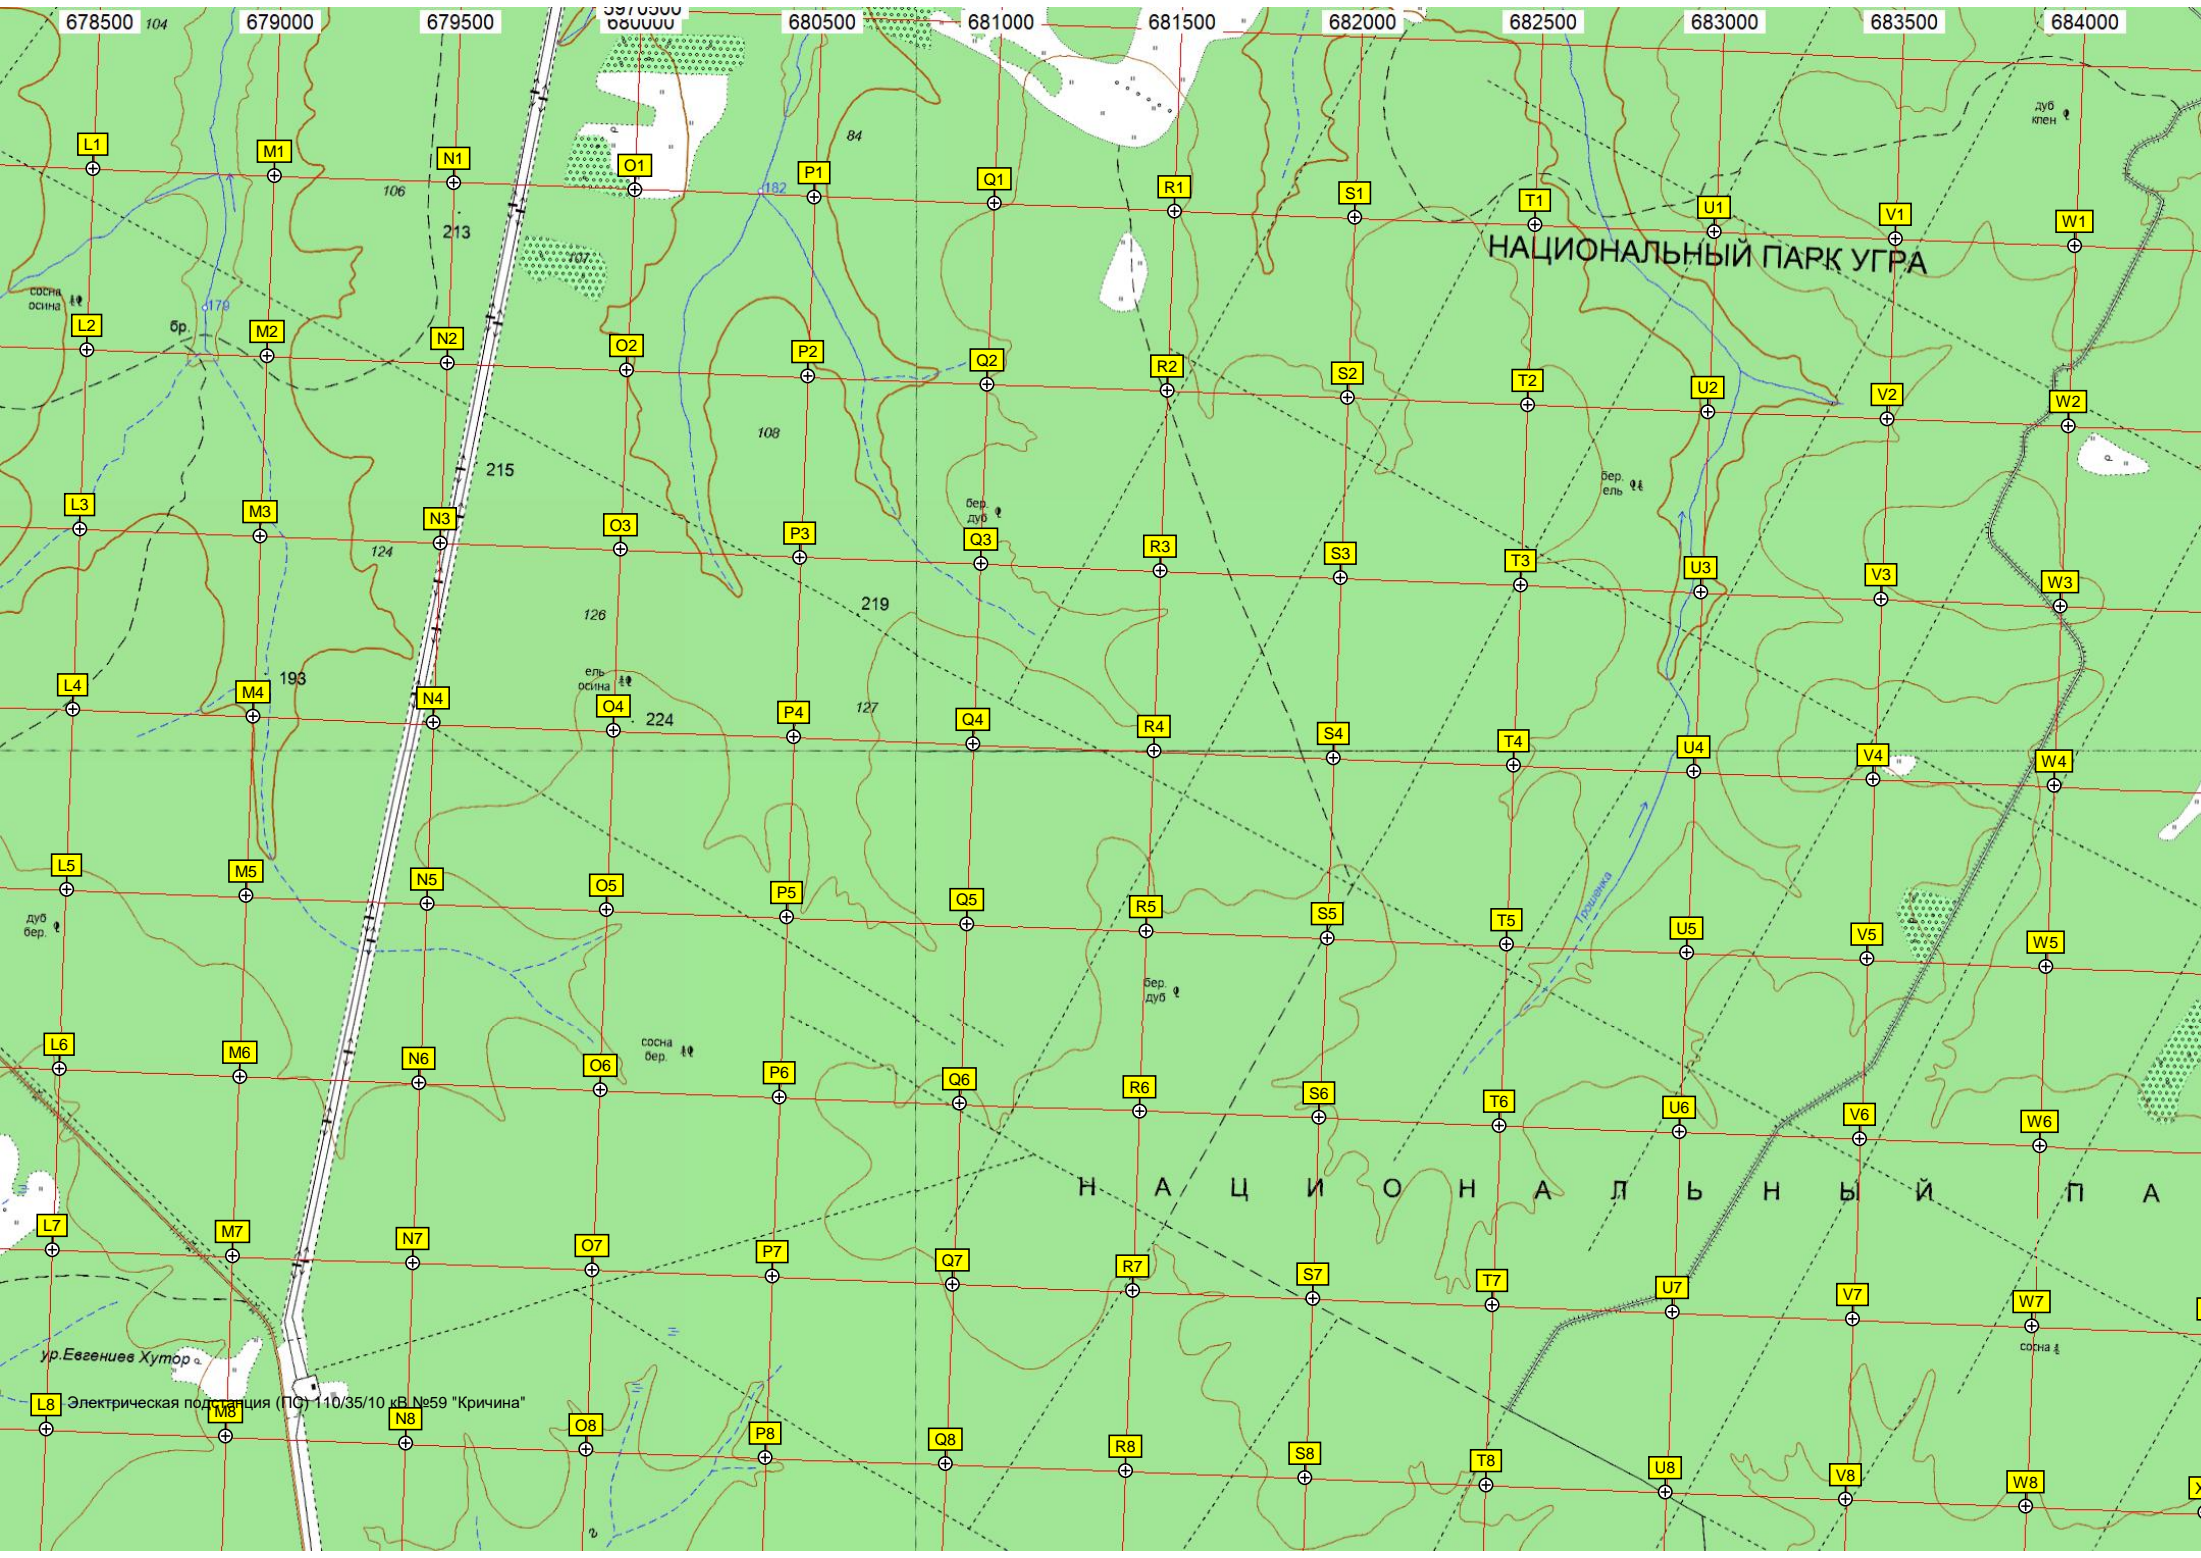 5970500
678500 679000 679500 680000 680500 681000 681500 682000 682500 683000 683500 684000
104
дуб
клен
84
L1 M1 N1 O1 P1 Q1 R1 S1 T1 U1 V1 W1
106
182
213
НАЦИОНАЛЬНЫЙ ПАРК УГРА
107
сосна
осина
179
бр.
L2 M2 N2 O2 P2 Q2 R2 S2 T2 U2 V2 W2
108
215
бер.
ель
бер.
дуб
L3 M3 N3 O3 P3 Q3 R3 S3 T3 U3 V3 W3
124
126
219
ель
осина
193
L4 M4 N4 O4 P4 Q4 R4 S4 T4 U4 V4 W4
224
127
Трошенка
L5 M5 N5 O5 P5 Q5 R5 S5 T5 U5 V5 W5
дуб
бер.
бер.
дуб
сосна
бер.
L6 M6 N6 O6 P6 Q6 R6 S6 T6 U6 V6 W6
Н А Ц И О Н А Л Ь Н Ы Й П А
L7 M7 N7 O7 P7 Q7 R7 S7 T7 U7 V7 W7
сосна
ур.Евгениев Хутор
Электрическая подстанция (ПС) 110/35/10 кВ №59 "Кричина"
L8 M8 N8 O8 P8 Q8 R8 S8 T8 U8 V8 W8